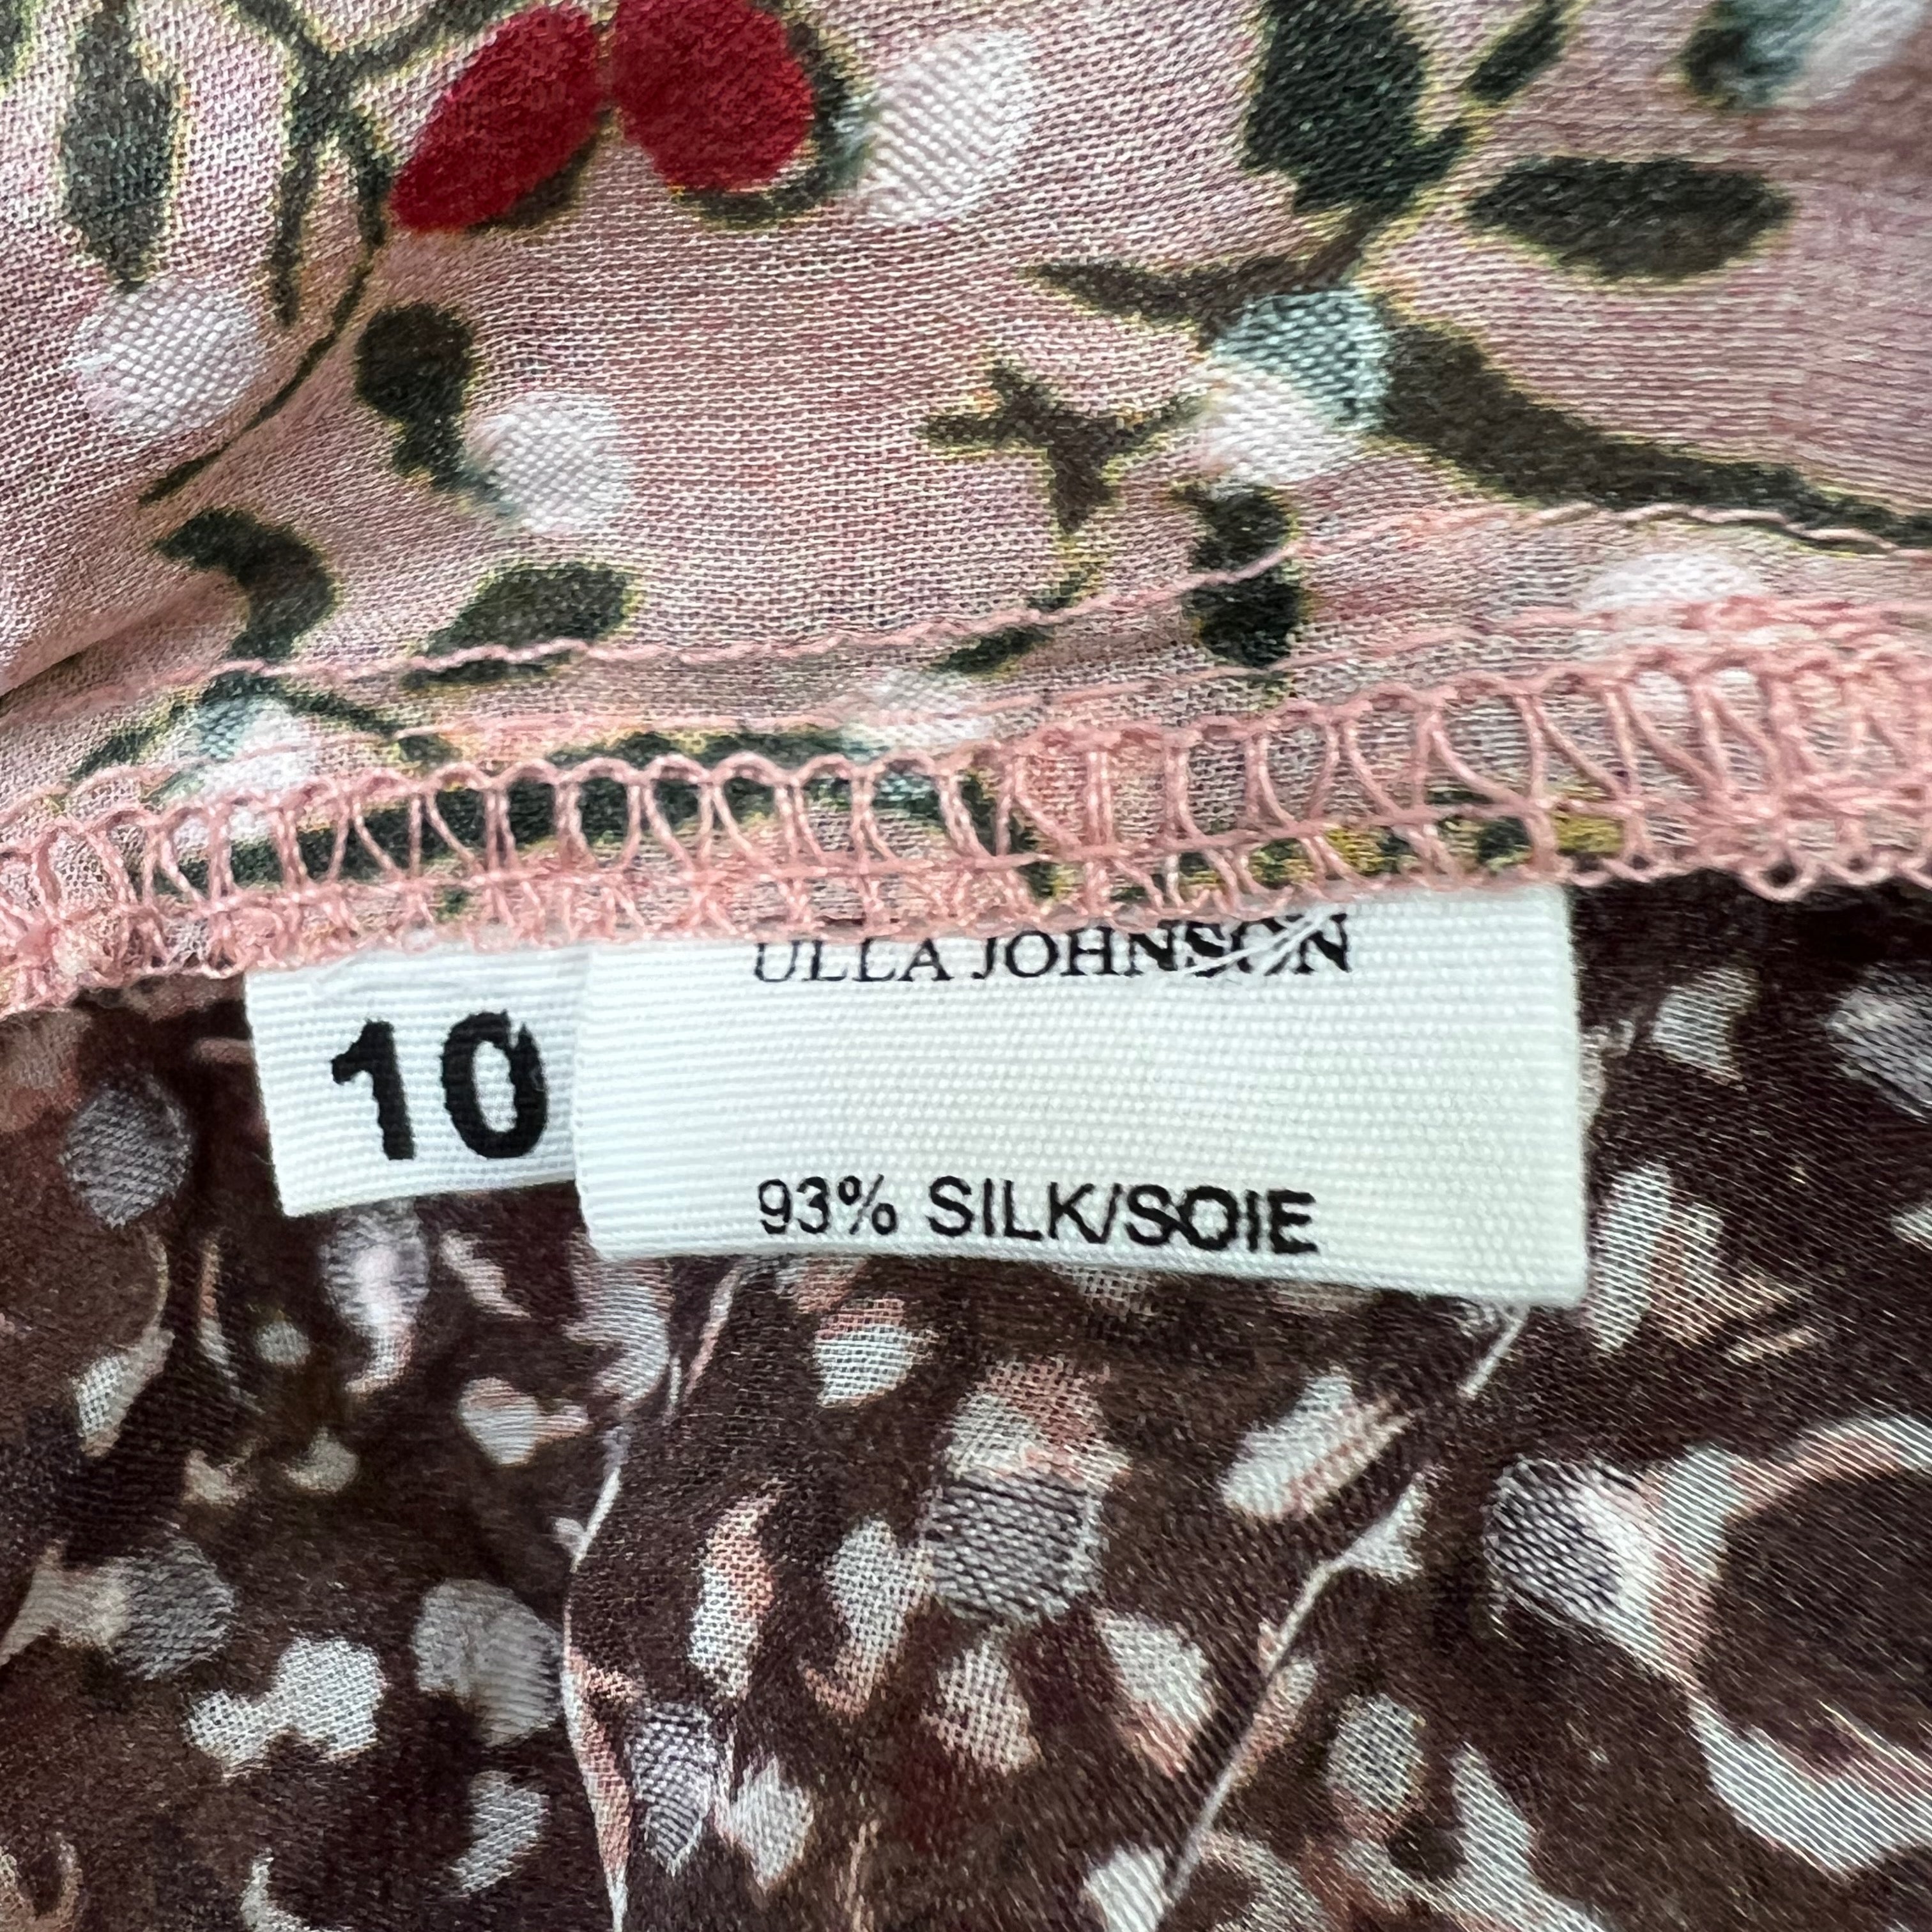 ULLA JOHNSON
10
93% SILK/SOIE